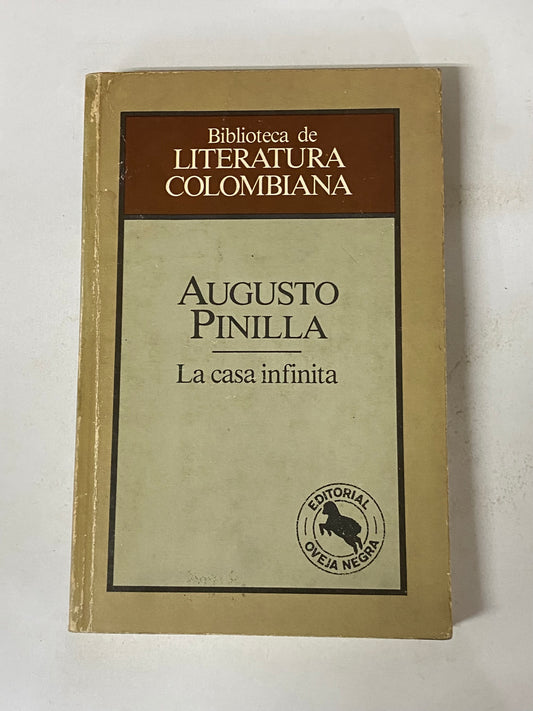 Biblioteca de
LITERATURA
COLOMBIANA
AUGUSTO
PINILLA
La casa infinita
EDITORIAL
OVEJA NEGRA